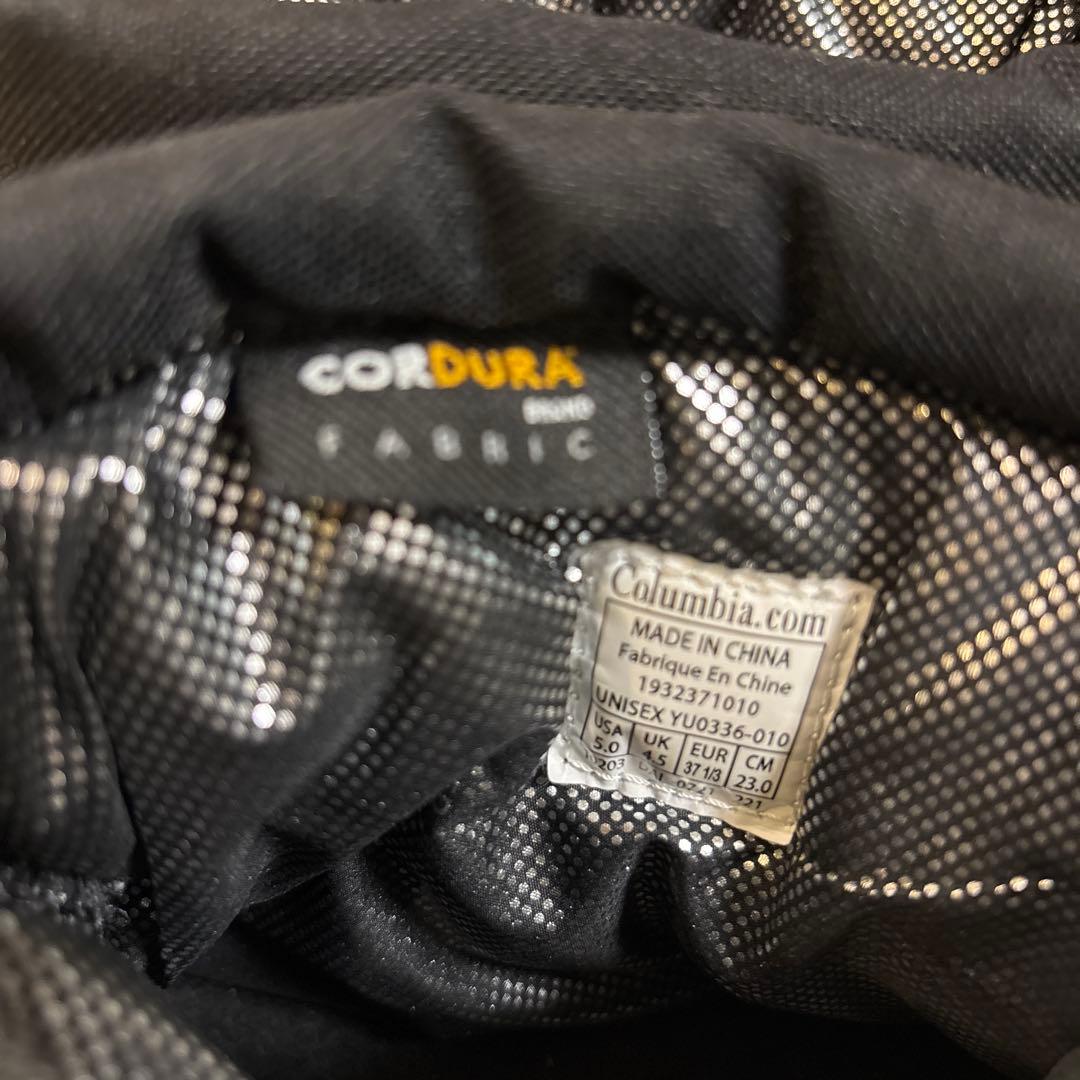 CORDURA
BRAND
FABRIC
Columbia.com
MADE IN CHINA
Fabrique En Chine
1932371010
UNISEX YU0336-010
USA UK EUR CM
5.0 4.5 37 1/3 23.0